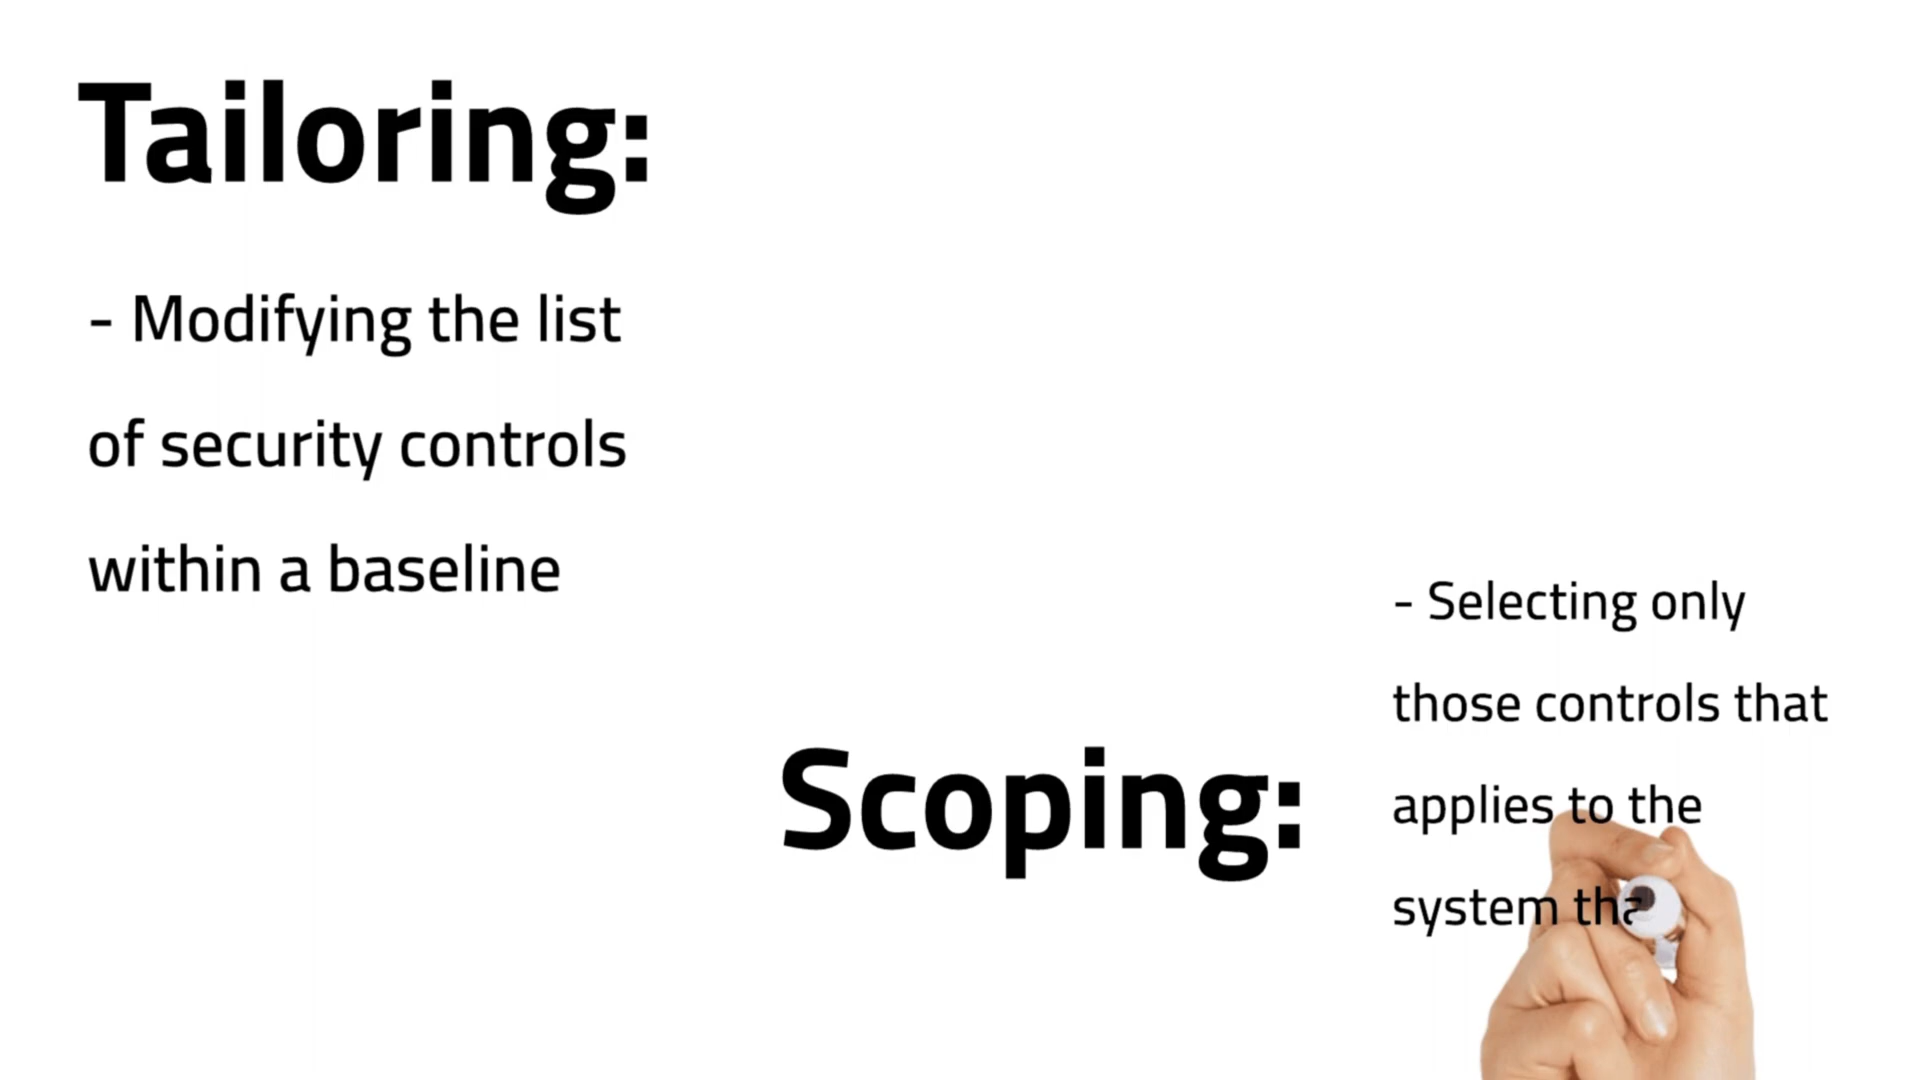 Tailoring:
- Modifying the list
of security controls
within a baseline
Scoping:
- Selecting only
those controls that
applies to the
system